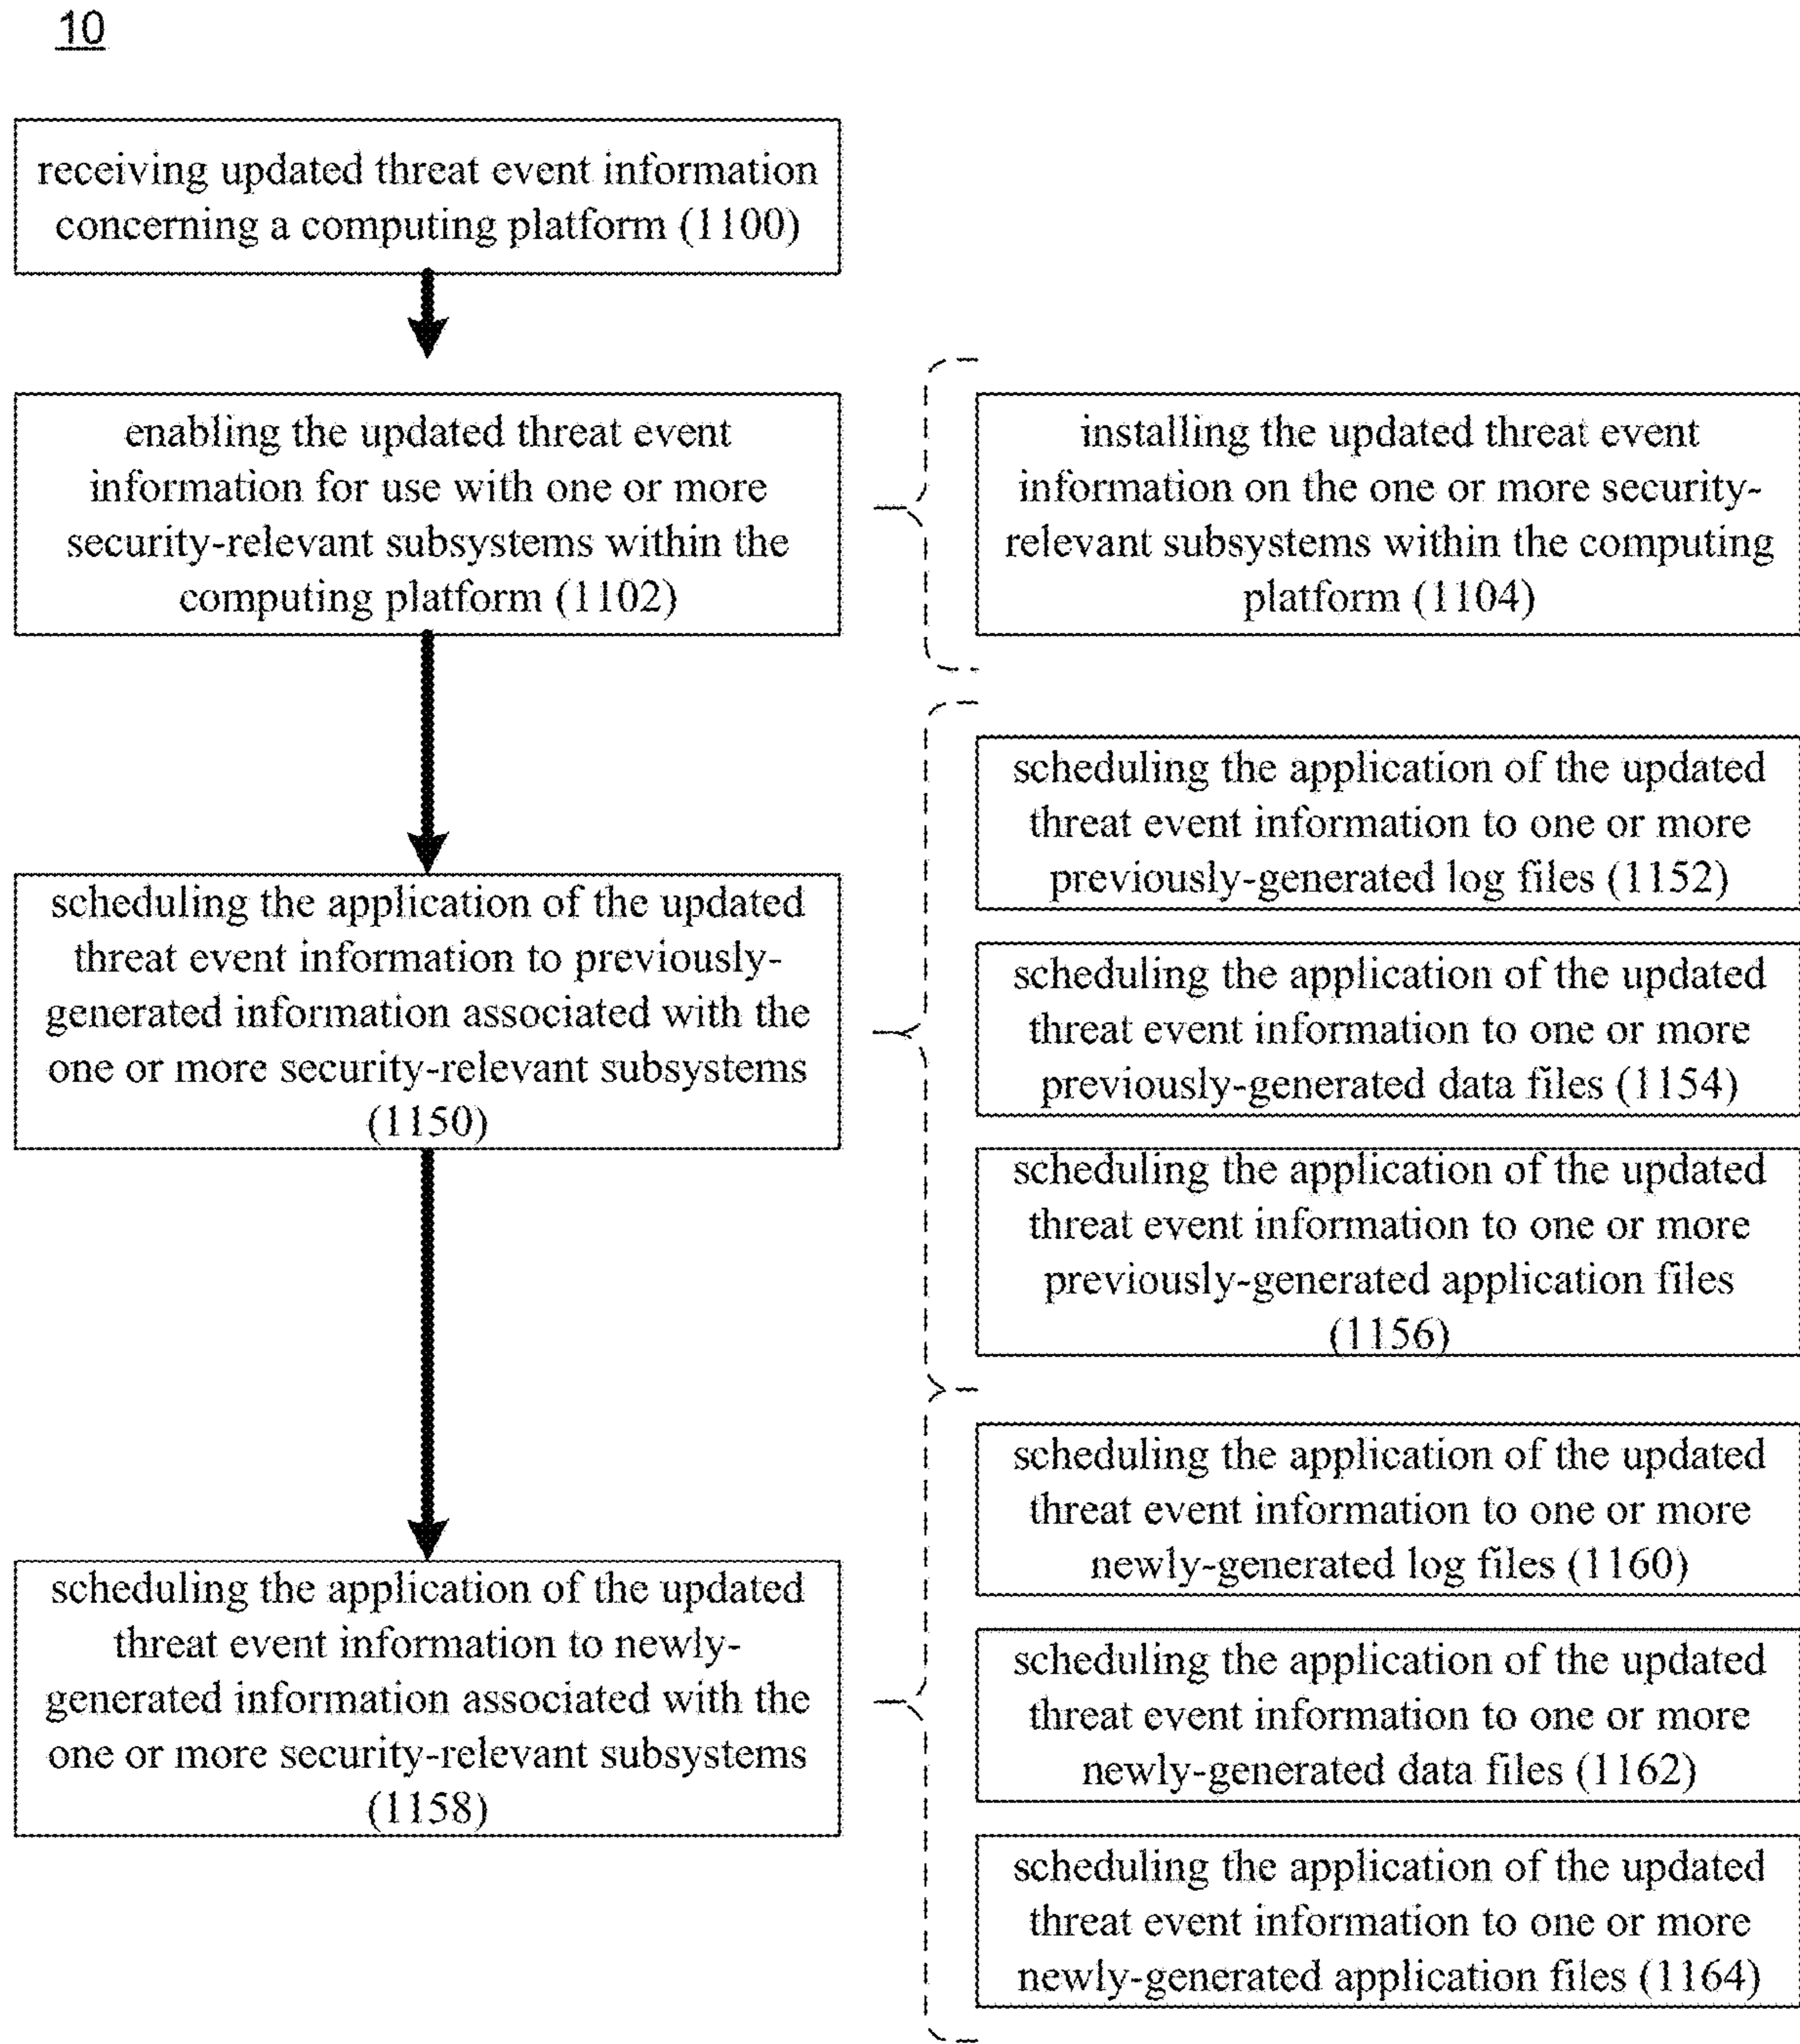 10
receiving updated threat event information
concerning a computing platform (1100)
enabling the updated threat event
information for use with one or more
security-relevant subsystems within the
computing platform (1102)
installing the updated threat event
information on the one or more security-
relevant subsystems within the computing
platform (1104)
scheduling the application of the updated
threat event information to previously-
generated information associated with the
one or more security-relevant subsystems
(1150)
scheduling the application of the updated
threat event information to one or more
previously-generated log files (1152)
scheduling the application of the updated
threat event information to one or more
previously-generated data files (1154)
scheduling the application of the updated
threat event information to one or more
previously-generated application files
(1156)
scheduling the application of the updated
threat event information to newly-
generated information associated with the
one or more security-relevant subsystems
(1158)
scheduling the application of the updated
threat event information to one or more
newly-generated log files (1160)
scheduling the application of the updated
threat event information to one or more
newly-generated data files (1162)
scheduling the application of the updated
threat event information to one or more
newly-generated application files (1164)